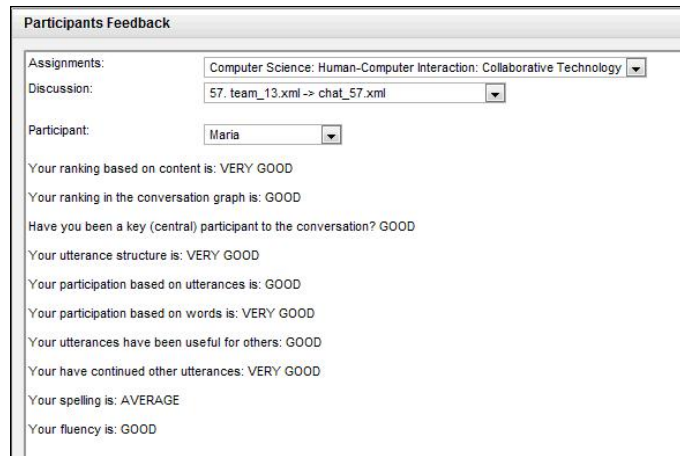 Participants Feedback
Assignments: Computer Science: Human-Computer Interaction: Collaborative Technology
Discussion: 57. team_13.xml -> chat_57.xml
Participant: Maria
Your ranking based on content is: VERY GOOD
Your ranking in the conversation graph is: GOOD
Have you been a key (central) participant to the conversation? GOOD
Your utterance structure is: VERY GOOD
Your participation based on utterances is: GOOD
Your participation based on words is: VERY GOOD
Your utterances have been useful for others: GOOD
Your have continued other utterances: VERY GOOD
Your spelling is: AVERAGE
Your fluency is: GOOD